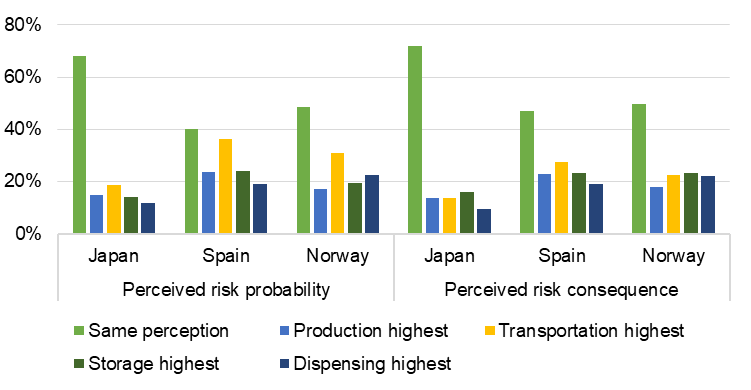 80%
60%
40%
20%
0%
Japan Spain Norway Japan Spain Norway
Perceived risk probability Perceived risk consequence
Same perception Production highest Transportation highest
Storage highest Dispensing highest